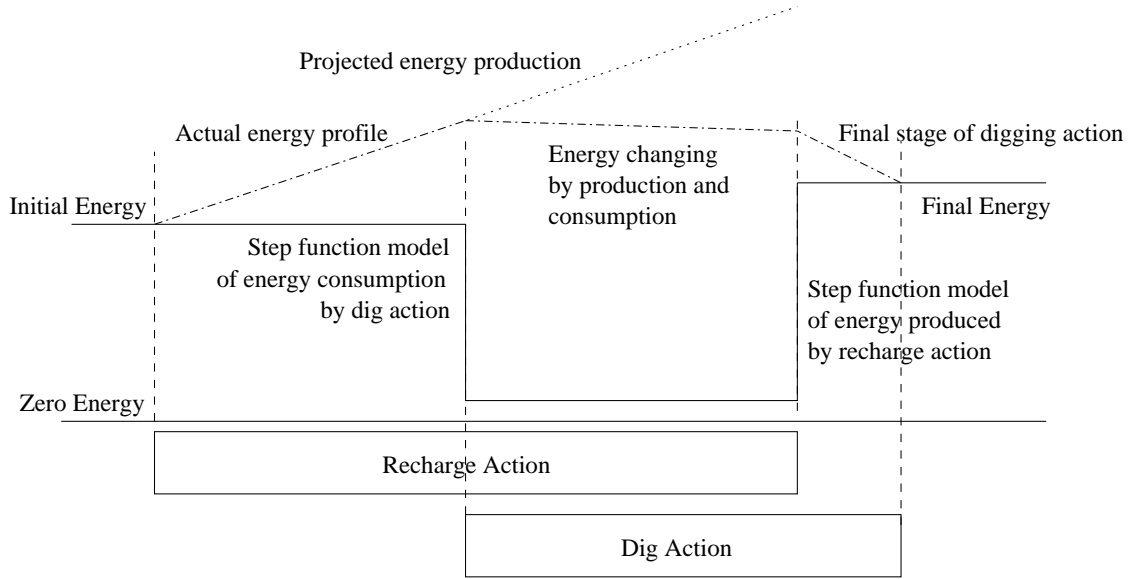 Projected energy production
Actual energy profile
Final stage of digging action
Energy changing
by production and
consumption
Initial Energy
Final Energy
Step function model
of energy consumption
by dig action
Step function model
of energy produced
by recharge action
Zero Energy
Recharge Action
Dig Action